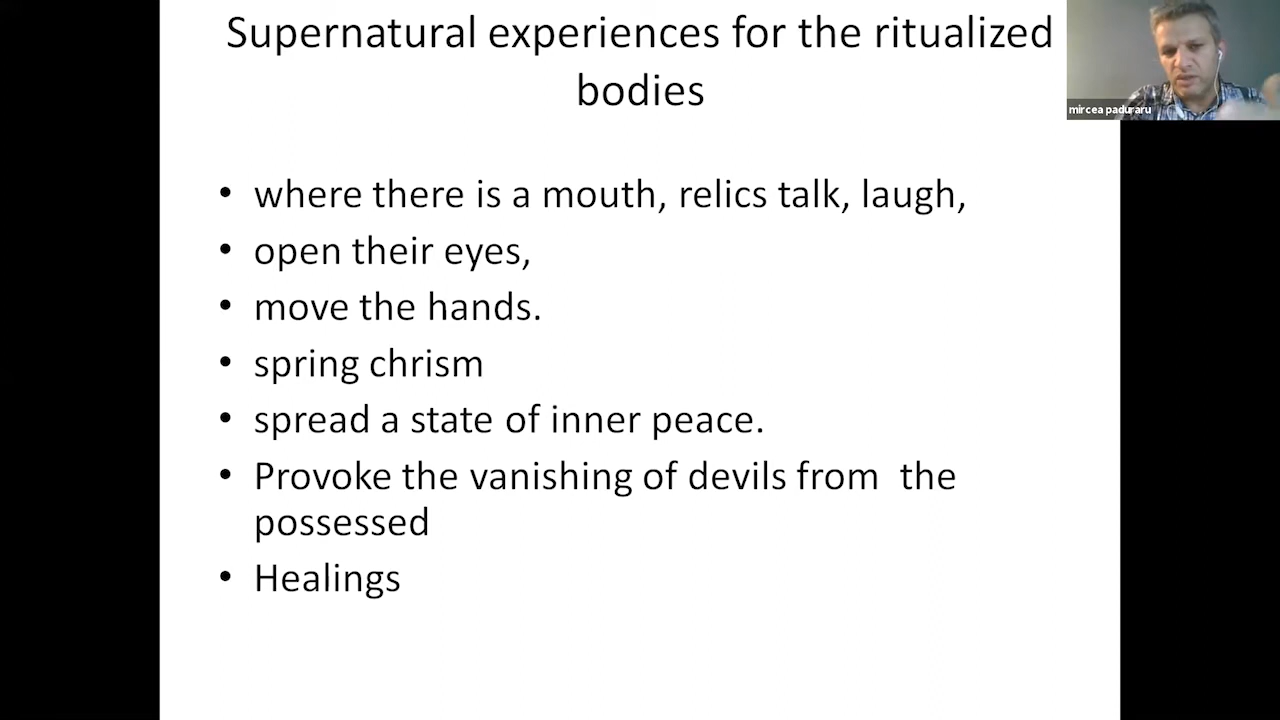 Supernatural experiences for the ritualized
bodies
mircea paduraru
• where there is a mouth, relics talk, laugh,
• open their eyes,
• move the hands.
• spring chrism
• spread a state of inner peace.
• Provoke the vanishing of devils from  the
possessed
• Healings